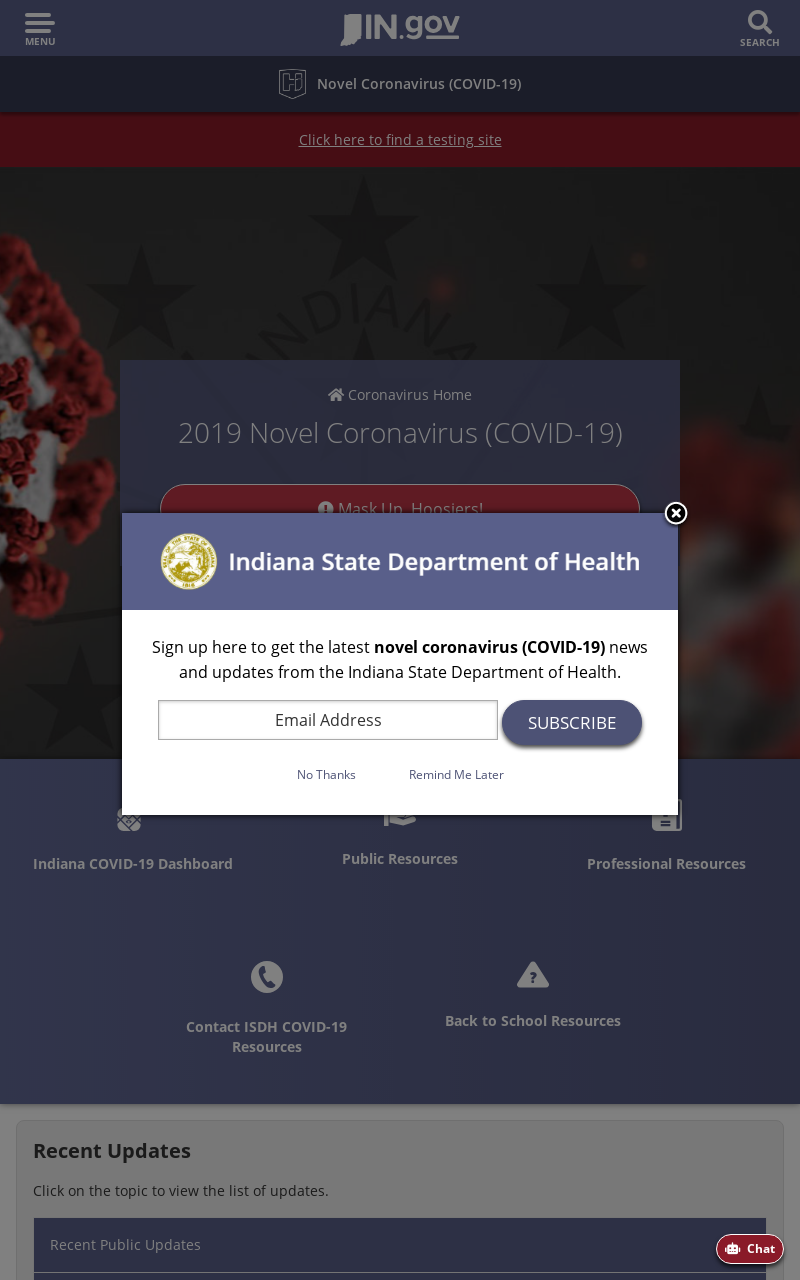 MENU
IN.gov
SEARCH
Novel Coronavirus (COVID-19)
Click here to find a testing site
INDIANA
Coronavirus Home
2019 Novel Coronavirus (COVID-19)
Mask Up, Hoosiers!
Indiana State Department of Health
Sign up here to get the latest novel coronavirus (COVID-19) news
and updates from the Indiana State Department of Health.
Email Address
SUBSCRIBE
No Thanks
Remind Me Later
Indiana COVID-19 Dashboard
Public Resources
Professional Resources
Contact ISDH COVID-19
Resources
Back to School Resources
Recent Updates
Click on the topic to view the list of updates.
Recent Public Updates
Chat